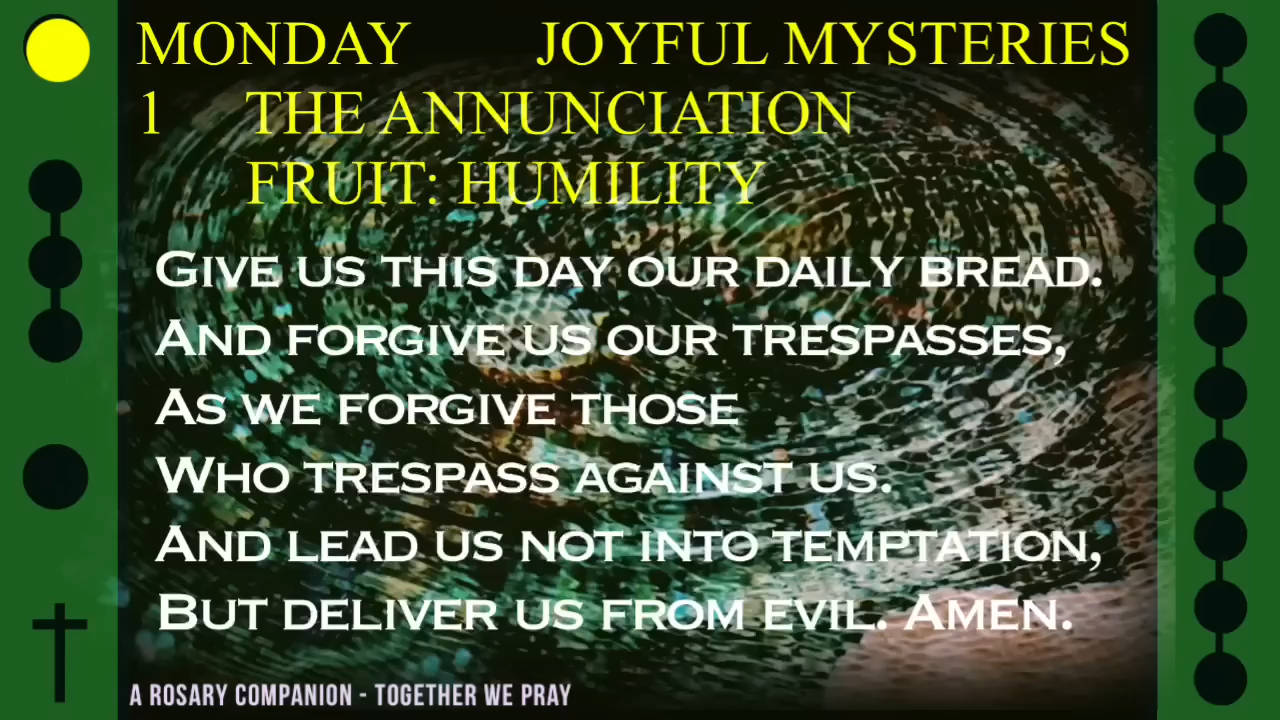 MONDAY JOYFUL MYSTERIES
1 THE ANNUNCIATION
FRUIT: HUMILITY
GIVE US THIS DAY OUR DAILY BREAD.
AND FORGIVE US OUR TRESPASSES,
AS WE FORGIVE THOSE
WHO TRESPASS AGAINST US.
AND LEAD US NOT INTO TEMPTATION,
BUT DELIVER US FROM EVIL. AMEN.
A ROSARY COMPANION - TOGETHER WE PRAY